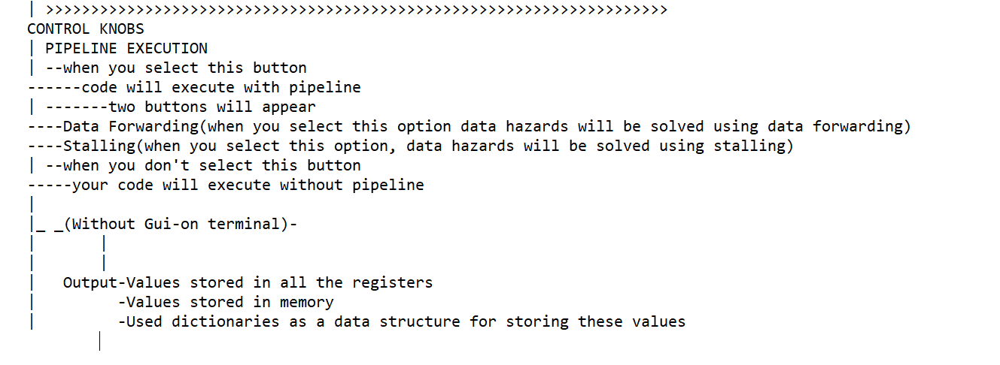 | >>>>>>>>>>>>>>>>>>>>>>>>>>>>>>>>>>>>>>>>>>>>>>>>>>>>>>>>>>>>>>>>>>>>>
CONTROL KNOBS
| PIPELINE EXECUTION
| --when you select this button
------code will execute with pipeline
| -------two buttons will appear
----Data Forwarding(when you select this option data hazards will be solved using data forwarding)
----Stalling(when you select this option, data hazards will be solved using stalling)
| --when you don't select this button
-----your code will execute without pipeline
|
|_ _(Without Gui-on terminal)-
|       |
|       |
|   Output-Values stored in all the registers
|         -Values stored in memory
|         -Used dictionaries as a data structure for storing these values